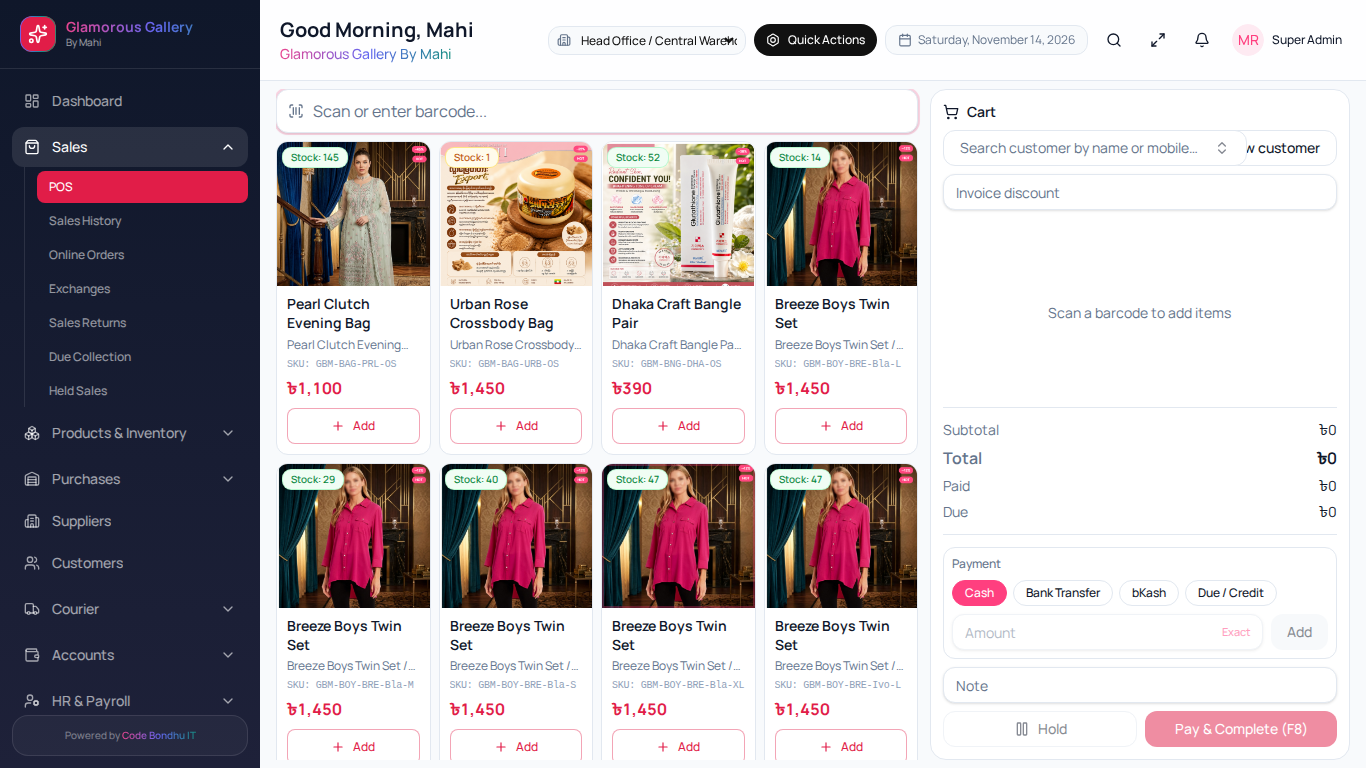 Glamorous Gallery
By Mahi
Dashboard
Sales
POS
Sales History
Online Orders
Exchanges
Sales Returns
Due Collection
Held Sales
Products & Inventory
Purchases
Suppliers
Customers
Courier
Accounts
HR & Payroll
Powered by Code Bondhu IT
Good Morning, Mahi
Glamorous Gallery By Mahi
Head Office / Central Wareh
Quick Actions
Saturday, November 14, 2026
MR
Super Admin
Scan or enter barcode...
Stock: 145
Pearl Clutch
Evening Bag
Pearl Clutch Evening...
SKU: GBM-BAG-PRL-OS
৳1,100
Add
Stock: 1
Export
Urban Rose
Crossbody Bag
Urban Rose Crossbody...
SKU: GBM-BAG-URB-OS
৳1,450
Add
Stock: 52
CONFIDENT YOU!
Glutathione
Dhaka Craft Bangle
Pair
Dhaka Craft Bangle Pa...
SKU: GBM-BNG-DHA-OS
৳390
Add
Stock: 14
Breeze Boys Twin
Set
Breeze Boys Twin Set /...
SKU: GBM-BOY-BRE-Bla-L
৳1,450
Add
Stock: 29
Breeze Boys Twin
Set
Breeze Boys Twin Set /...
SKU: GBM-BOY-BRE-Bla-M
৳1,450
Add
Stock: 40
Breeze Boys Twin
Set
Breeze Boys Twin Set /...
SKU: GBM-BOY-BRE-Bla-S
৳1,450
Add
Stock: 47
Breeze Boys Twin
Set
Breeze Boys Twin Set /...
SKU: GBM-BOY-BRE-Bla-XL
৳1,450
Add
Stock: 47
Breeze Boys Twin
Set
Breeze Boys Twin Set /...
SKU: GBM-BOY-BRE-Ivo-L
৳1,450
Add
Cart
Search customer by name or mobile...
w customer
Invoice discount
Scan a barcode to add items
Subtotal ৳0
Total ৳0
Paid ৳0
Due ৳0
Payment
Cash
Bank Transfer
bKash
Due / Credit
Amount
Exact
Add
Note
Hold
Pay & Complete (F8)